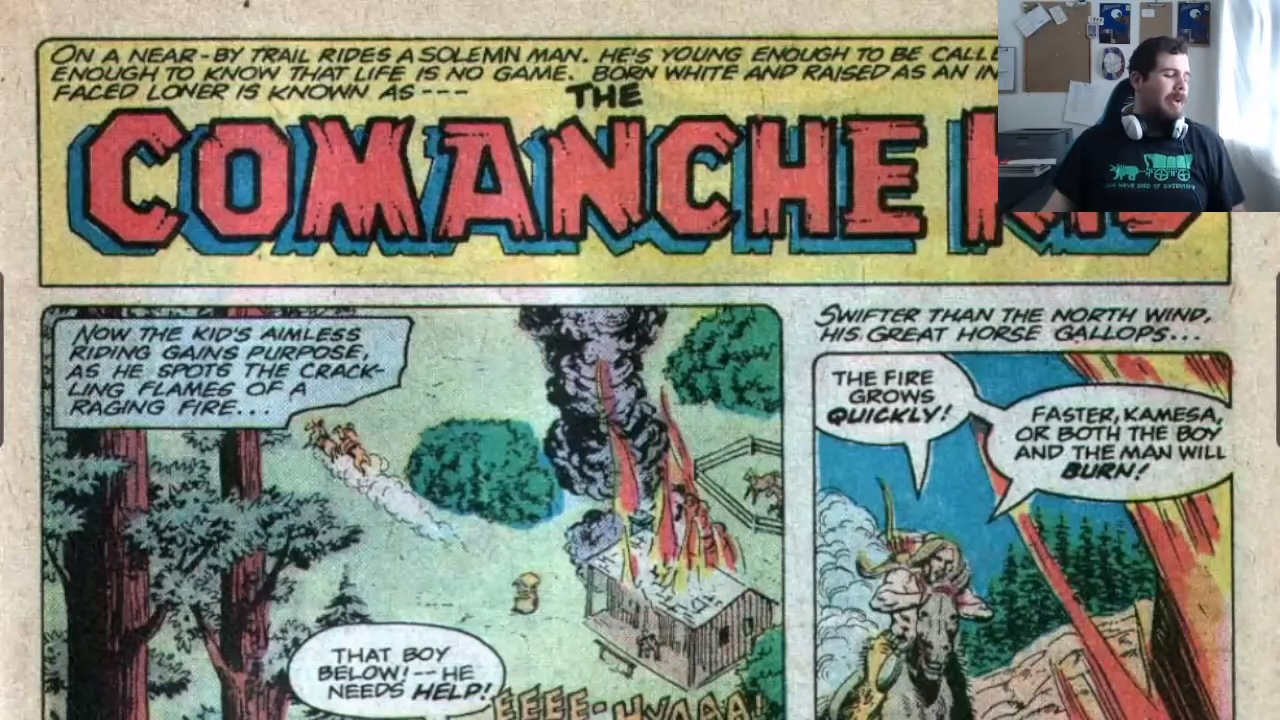 ON A NEAR-BY TRAIL RIDES A SOLEMN MAN. HE'S YOUNG ENOUGH TO BE
ENOUGH TO KNOW THAT LIFE IS NO GAME. BORN WHITE AND RAISED AS AN
FACED LONER IS KNOWN AS ---
THE
COMANCHE
NOW THE KID'S AIMLESS
RIDING GAINS PURPOSE,
AS HE SPOTS THE CRACK-
LING FLAMES OF A
RAGING FIRE...
THAT BOY
BELOW!--HE
NEEDS HELP!
SWIFTER THAN THE NORTH WIND,
HIS GREAT HORSE GALLOPS...
THE FIRE
GROWS
QUICKLY!
FASTER, KAMESA,
OR BOTH THE BOY
AND THE MAN WILL
BURN!